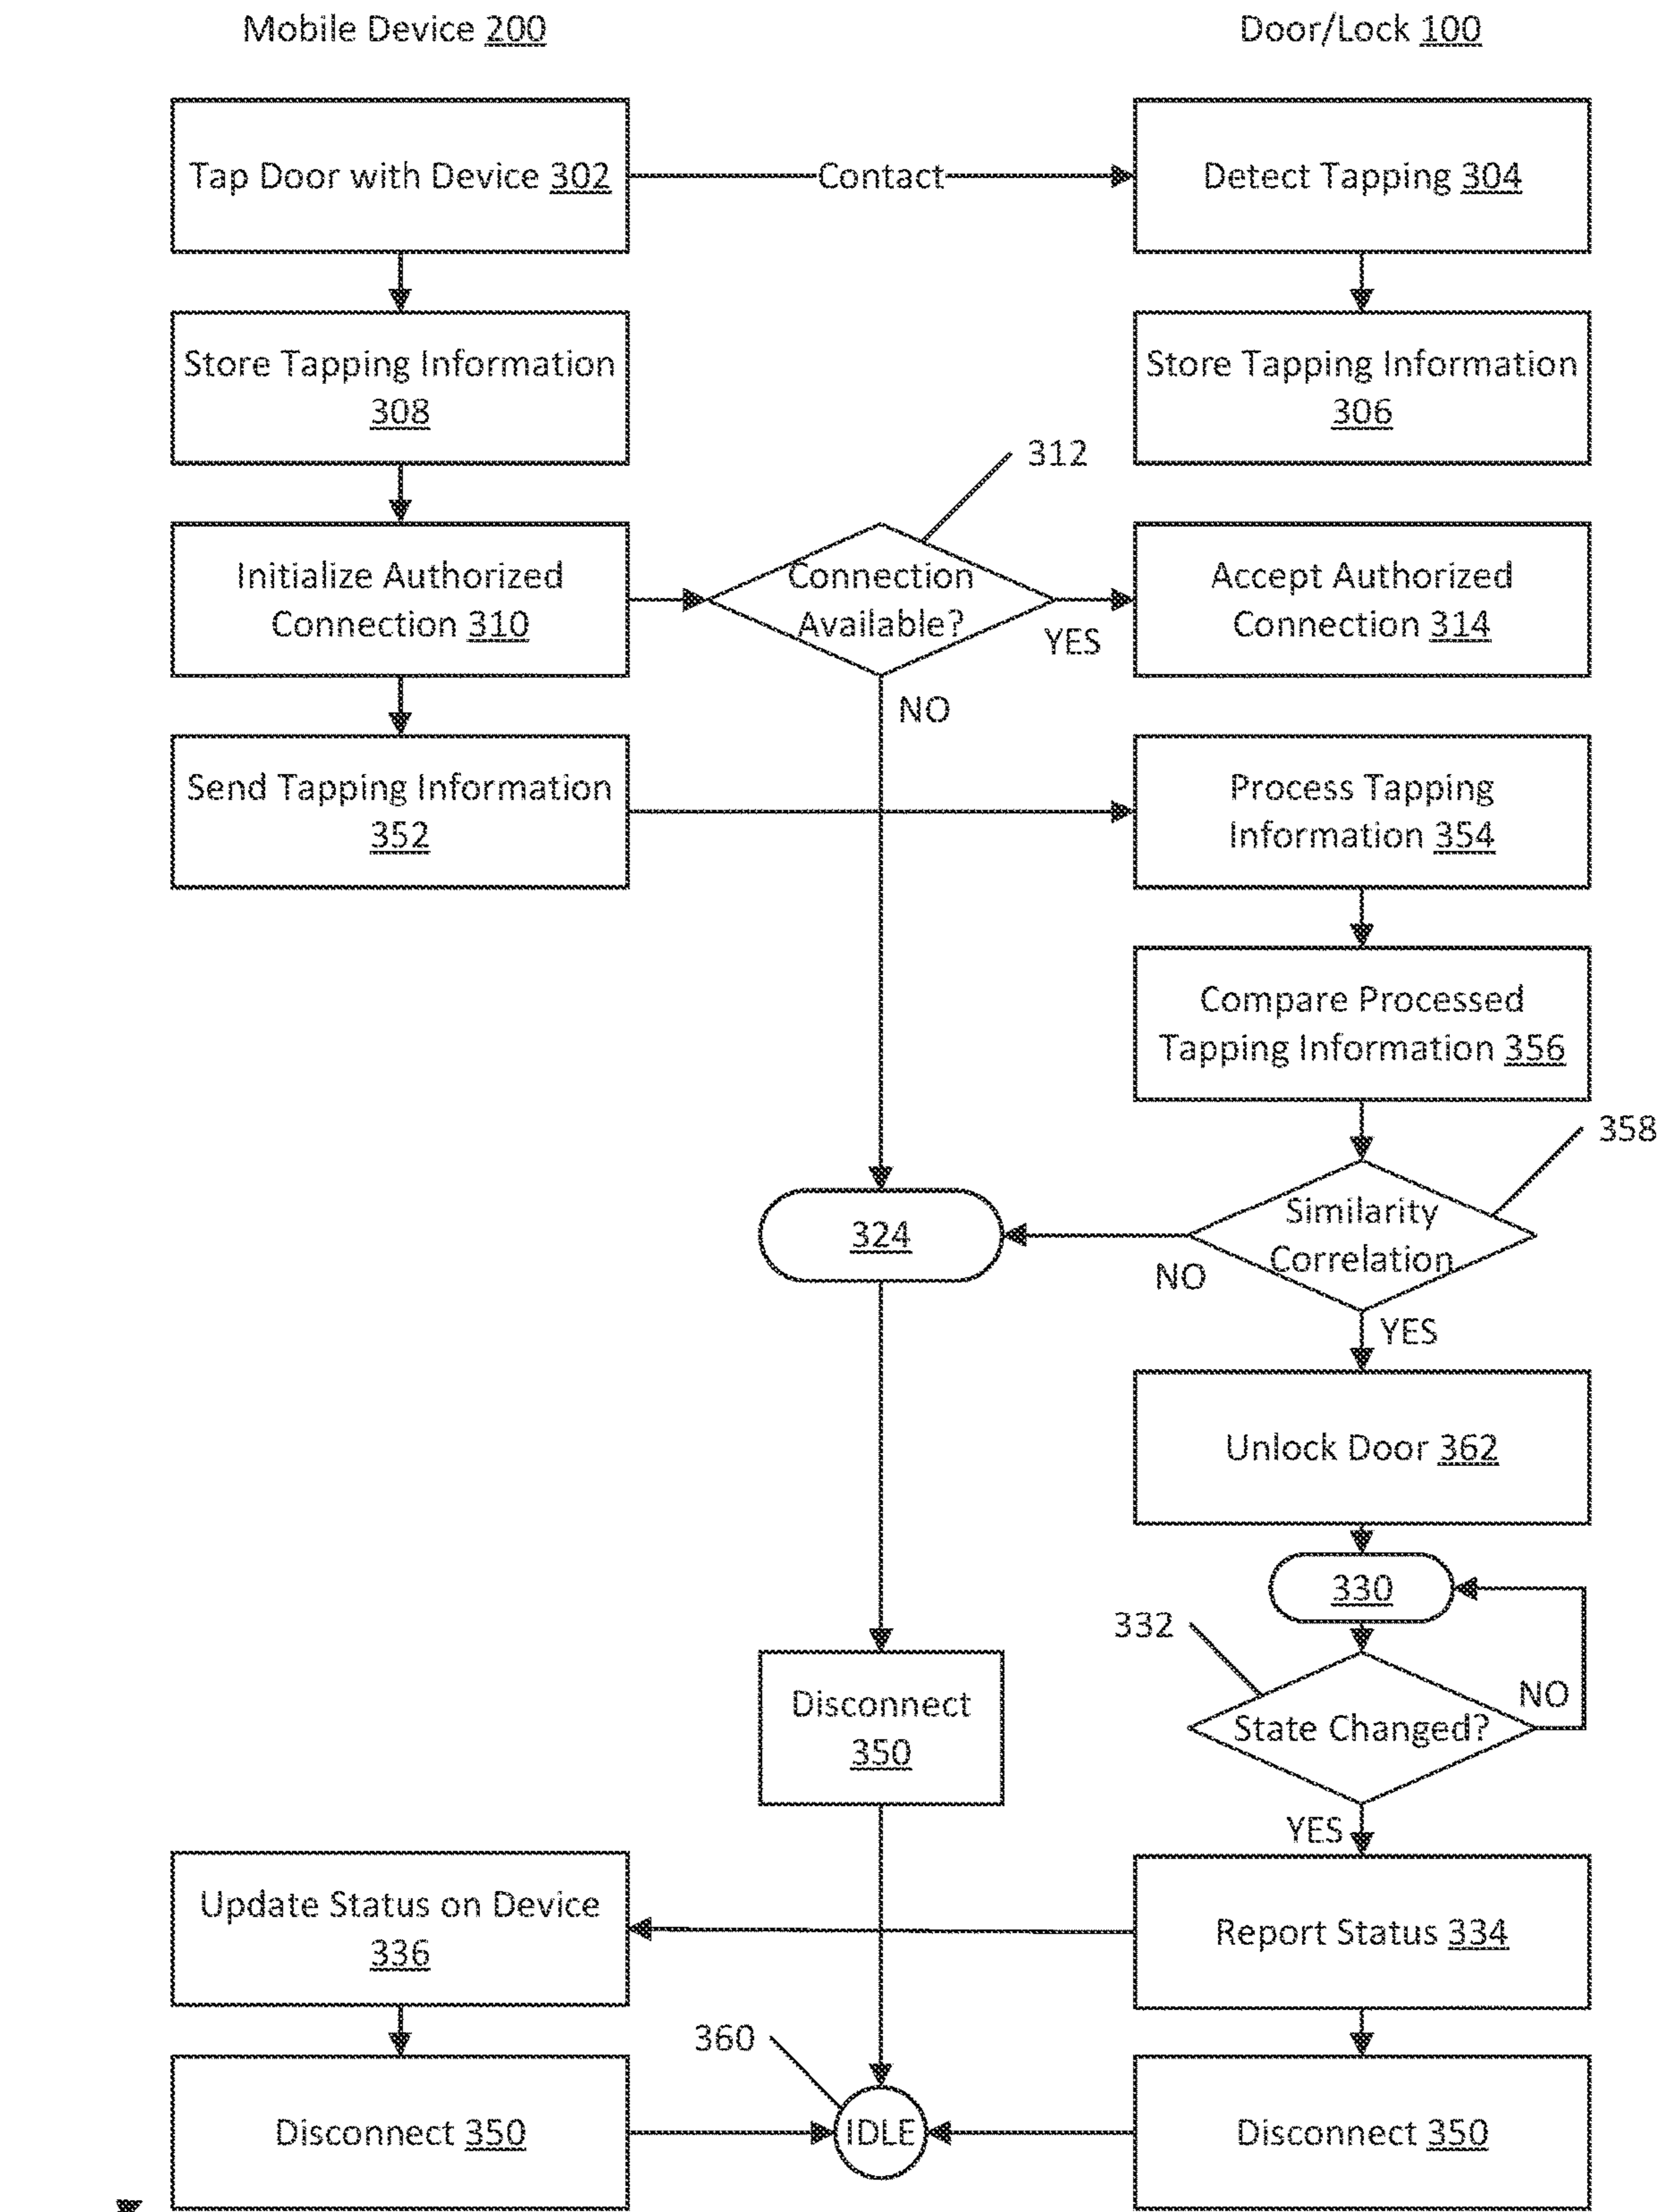 Mobile Device 200
Door/Lock 100
Tap Door with Device 302
Contact
Detect Tapping 304
Store Tapping Information
308
Store Tapping Information
306
312
Initialize Authorized
Connection 310
Connection
Available?
YES
NO
Accept Authorized
Connection 314
Send Tapping Information
352
Process Tapping
Information 354
Compare Processed
Tapping Information 356
358
324
Similarity
Correlation
NO
YES
Unlock Door 362
330
332
State Changed?
NO
YES
Disconnect
350
Update Status on Device
336
Report Status 334
360
Disconnect 350
IDLE
Disconnect 350